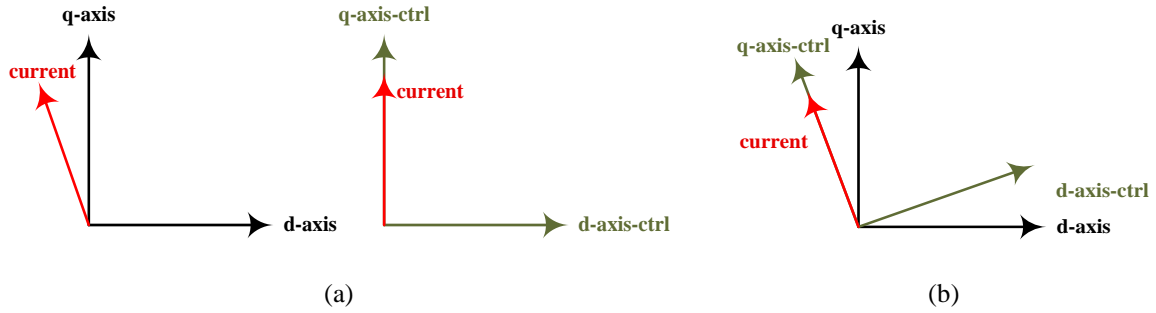 q-axis
current
d-axis
q-axis-ctrl
current
d-axis-ctrl
(a)
q-axis
q-axis-ctrl
current
d-axis-ctrl
d-axis
(b)